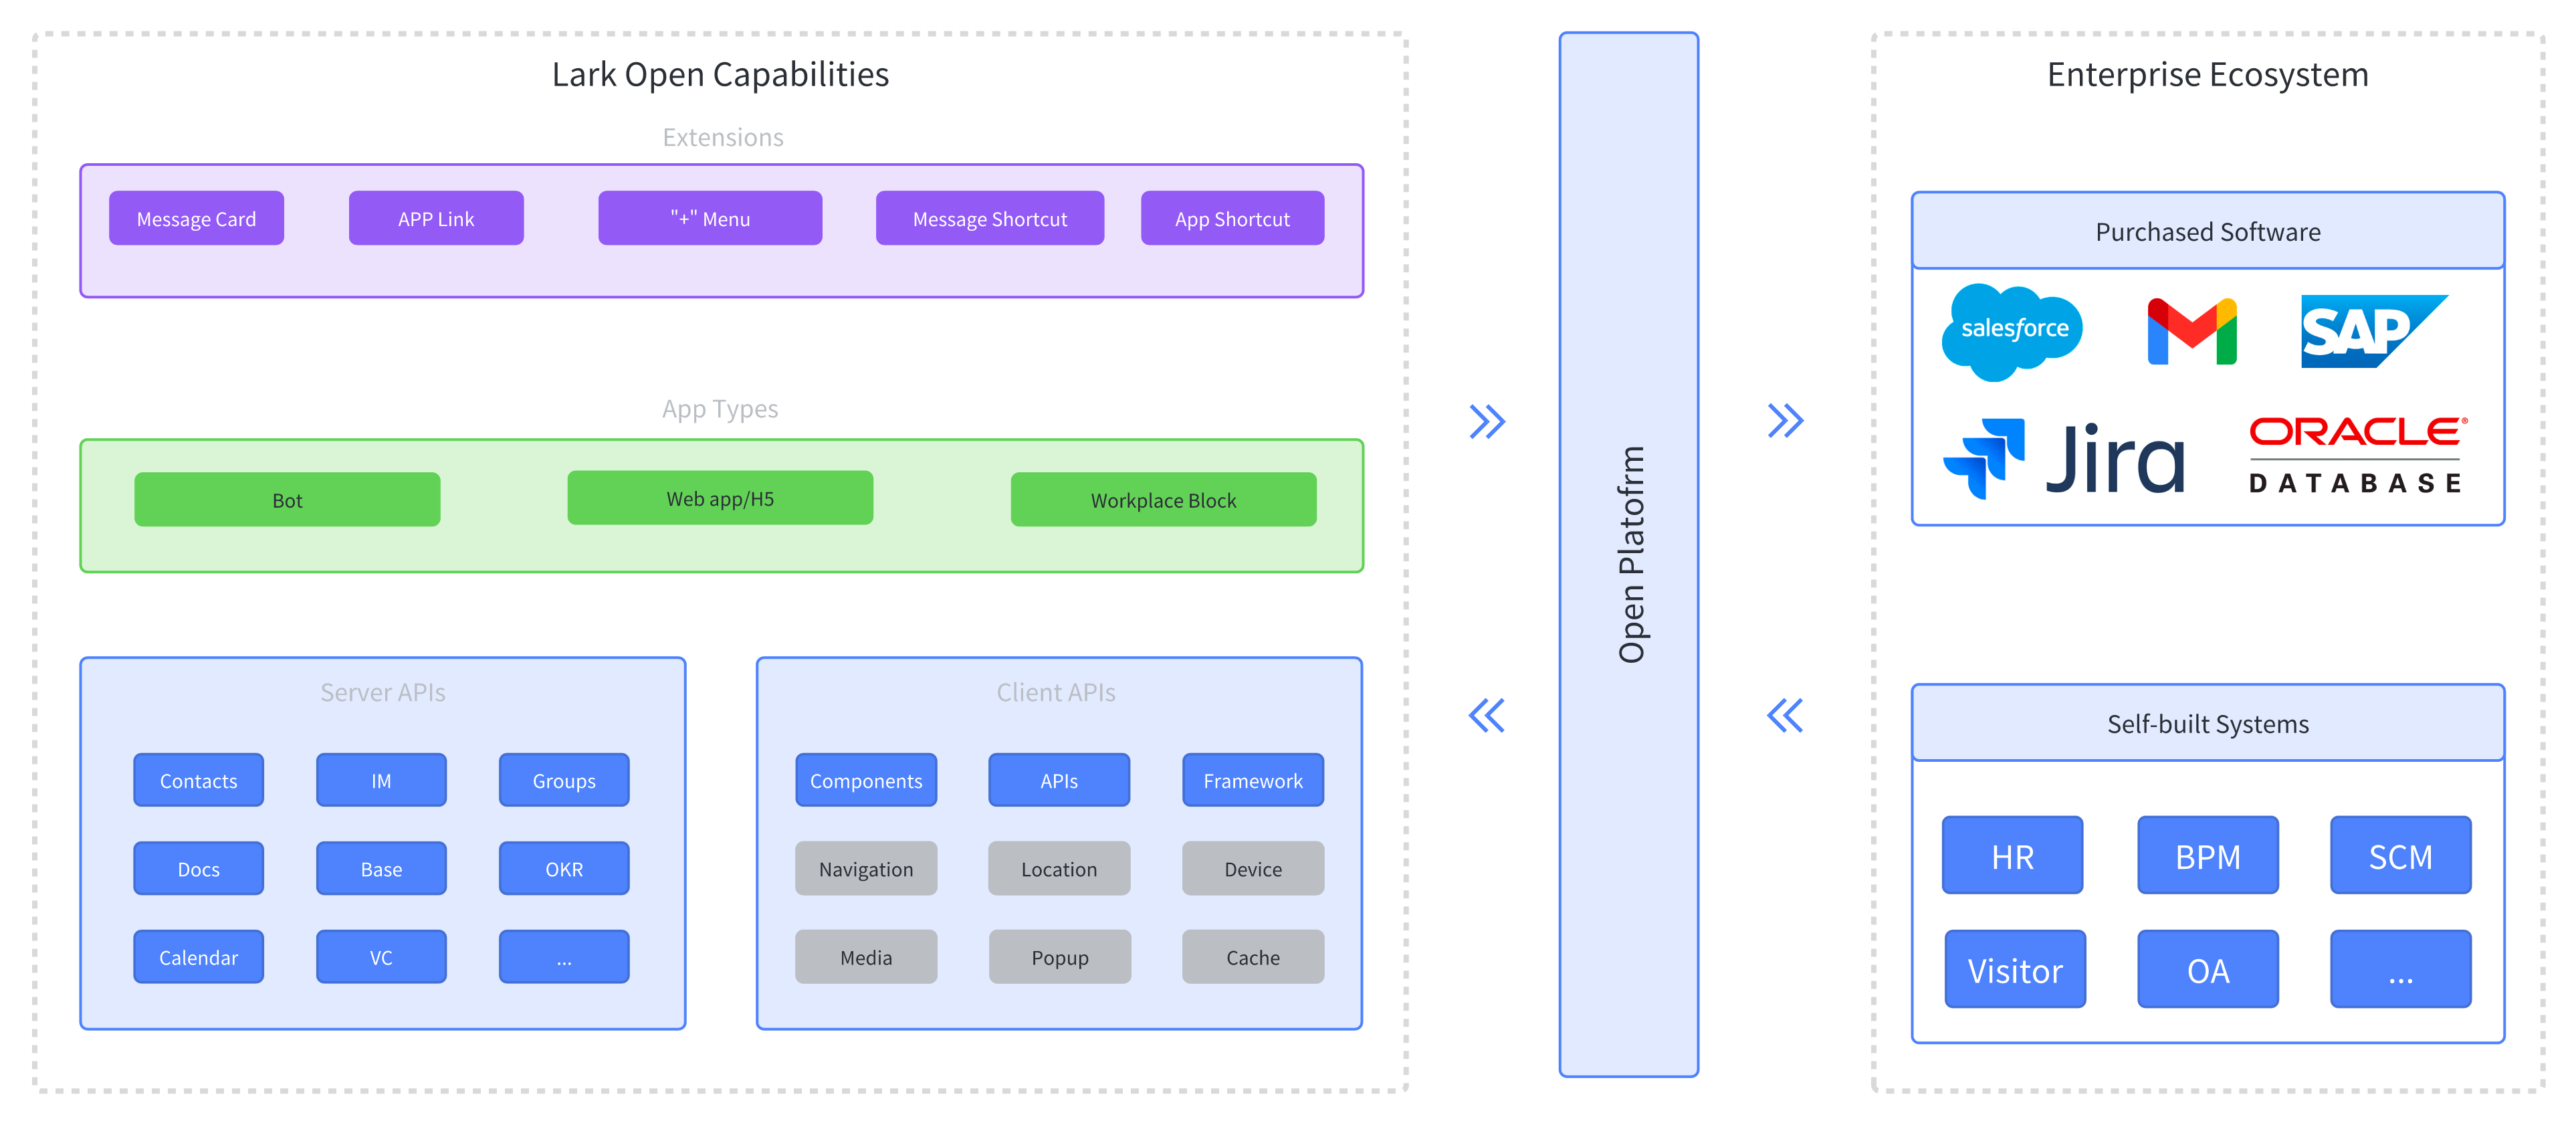 Lark Open Capabilities
Extensions
Message Card
APP Link
"+" Menu
Message Shortcut
App Shortcut
App Types
Bot
Web app/H5
Workplace Block
Server APIs
Contacts
IM
Groups
Docs
Base
OKR
Calendar
VC
...
Client APIs
Components
APIs
Framework
Navigation
Location
Device
Media
Popup
Cache
Open Platofrm
Enterprise Ecosystem
Purchased Software
salesforce
SAP
Jira
ORACLE®
DATABASE
Self-built Systems
HR
BPM
SCM
Visitor
OA
...